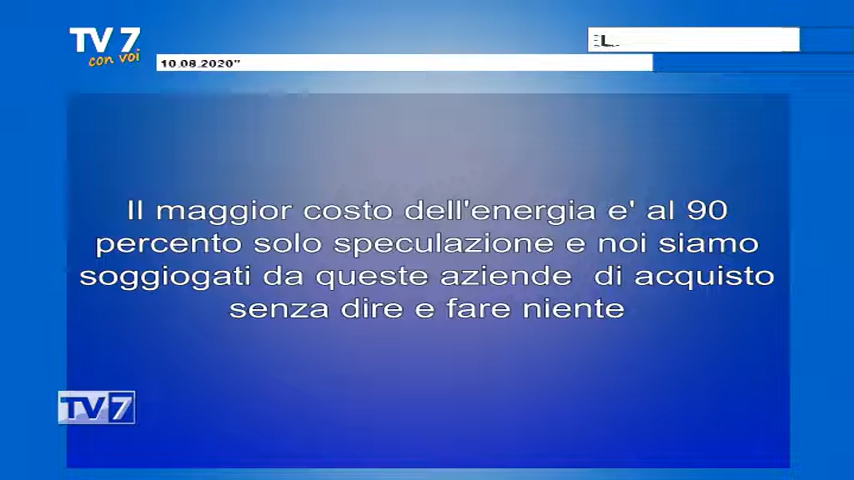 TV 7
con voi
L.
10.08.2020"
Il maggior costo dell'energia e' al 90
percento solo speculazione e noi siamo
soggiogati da queste aziende  di acquisto
senza dire e fare niente
TV7